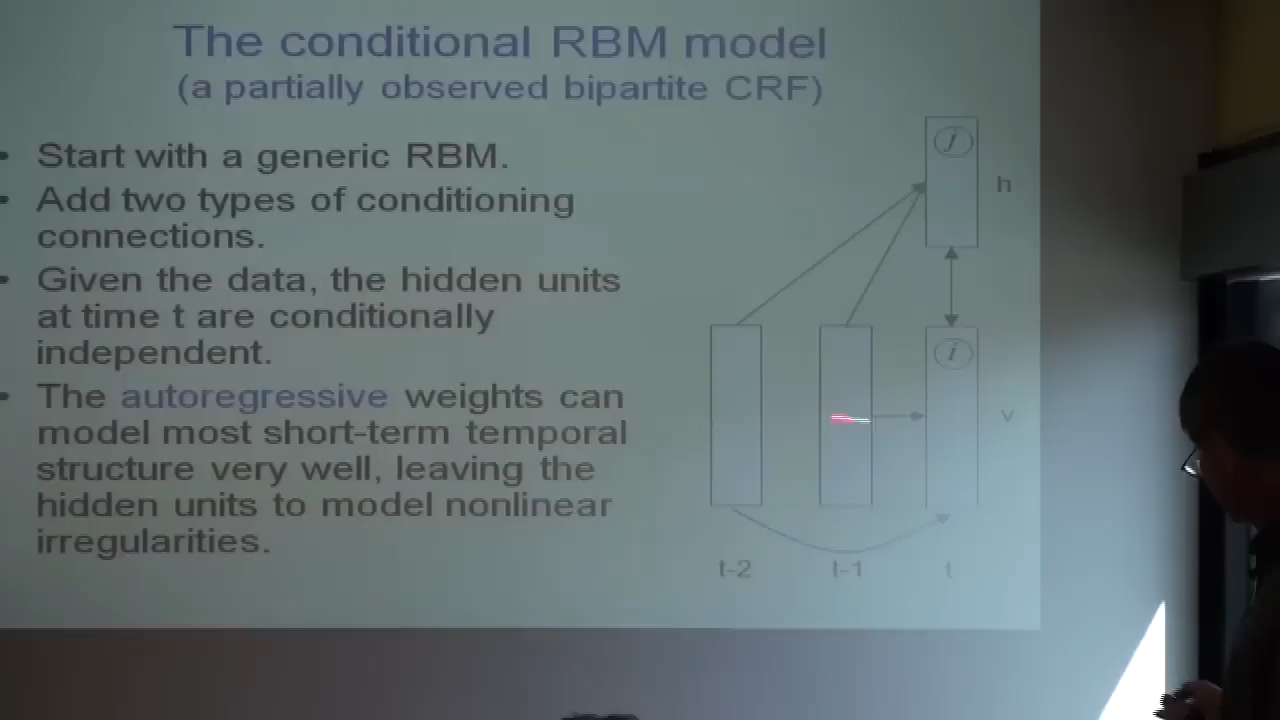 The conditional RBM model
(a partially observed bipartite CRF)
• Start with a generic RBM.
• Add two types of conditioning
connections.
• Given the data, the hidden units
at time t are conditionally
independent.
• The autoregressive weights can
model most short-term temporal
structure very well, leaving the
hidden units to model nonlinear
irregularities.
j
h
i
v
t-2 t-1 t